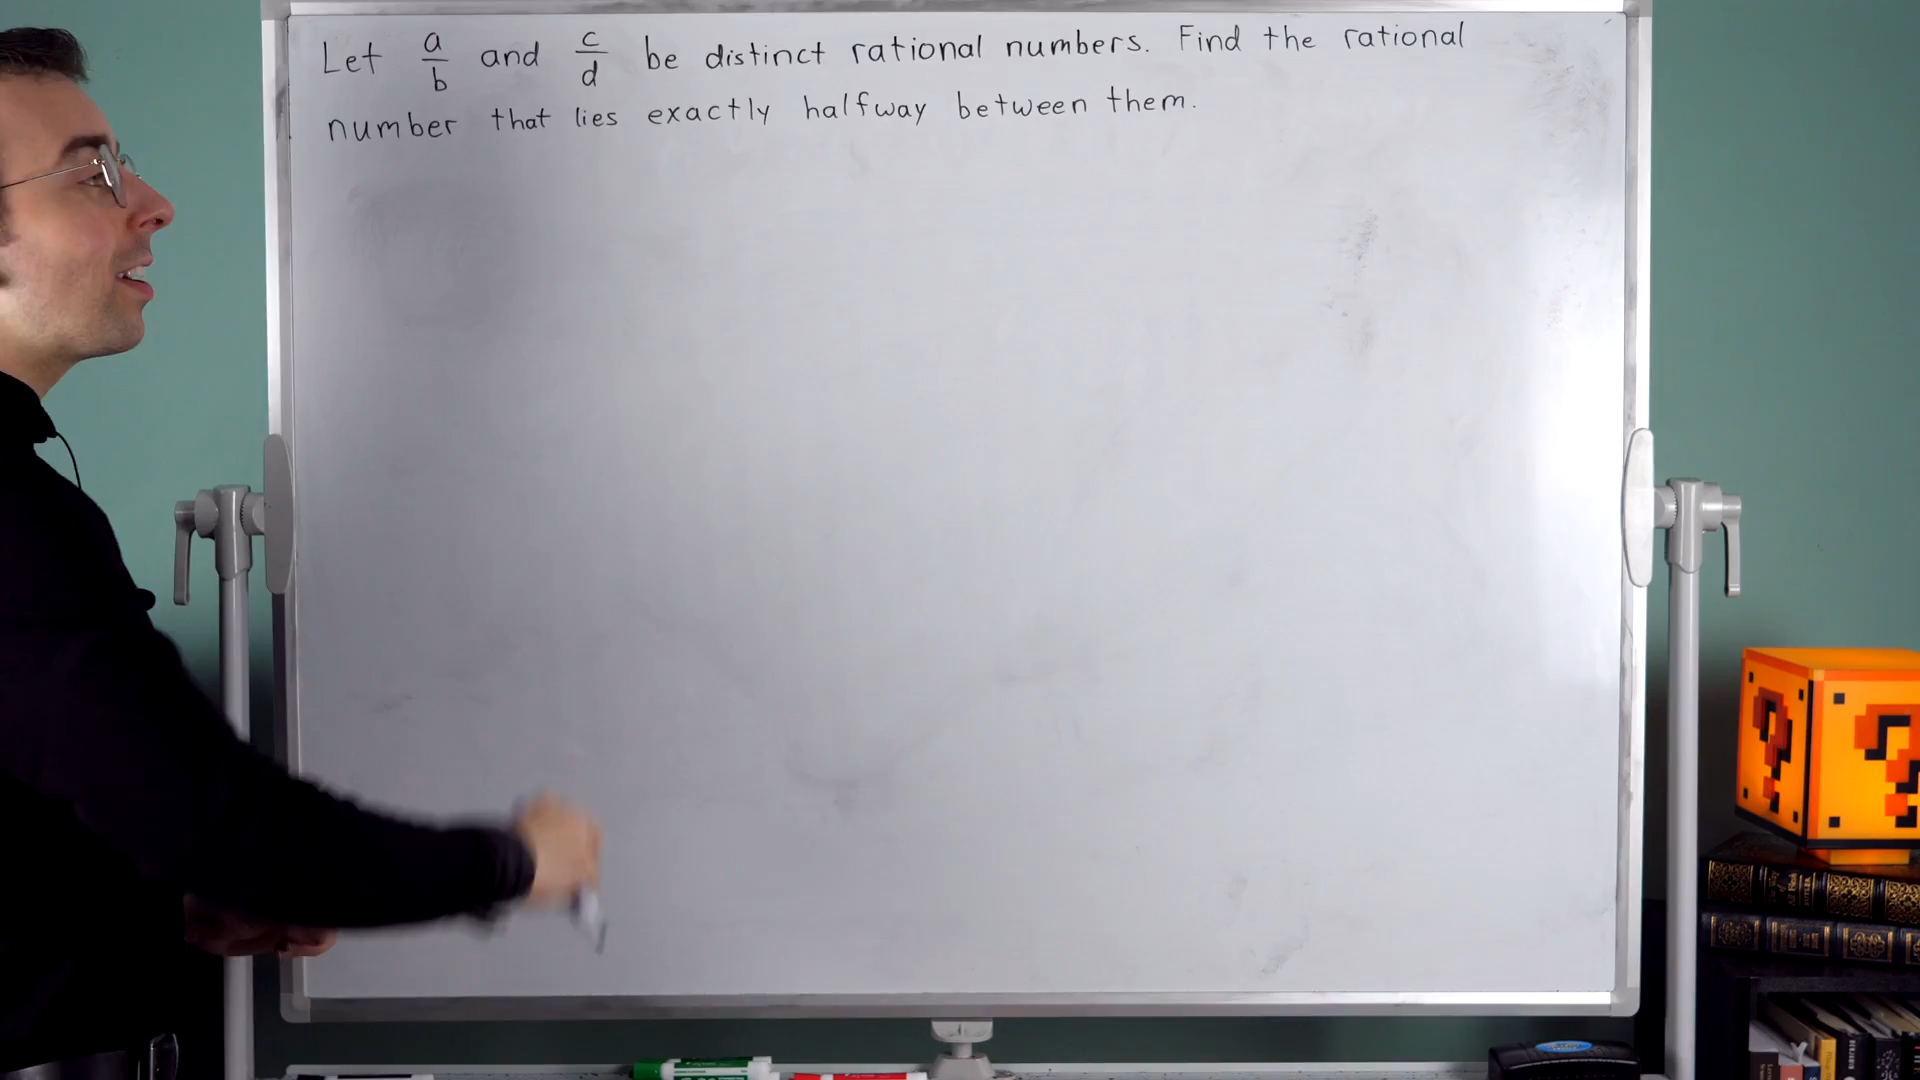 Let a/b and c/d be distinct rational numbers. Find the rational
number that lies exactly halfway between them.